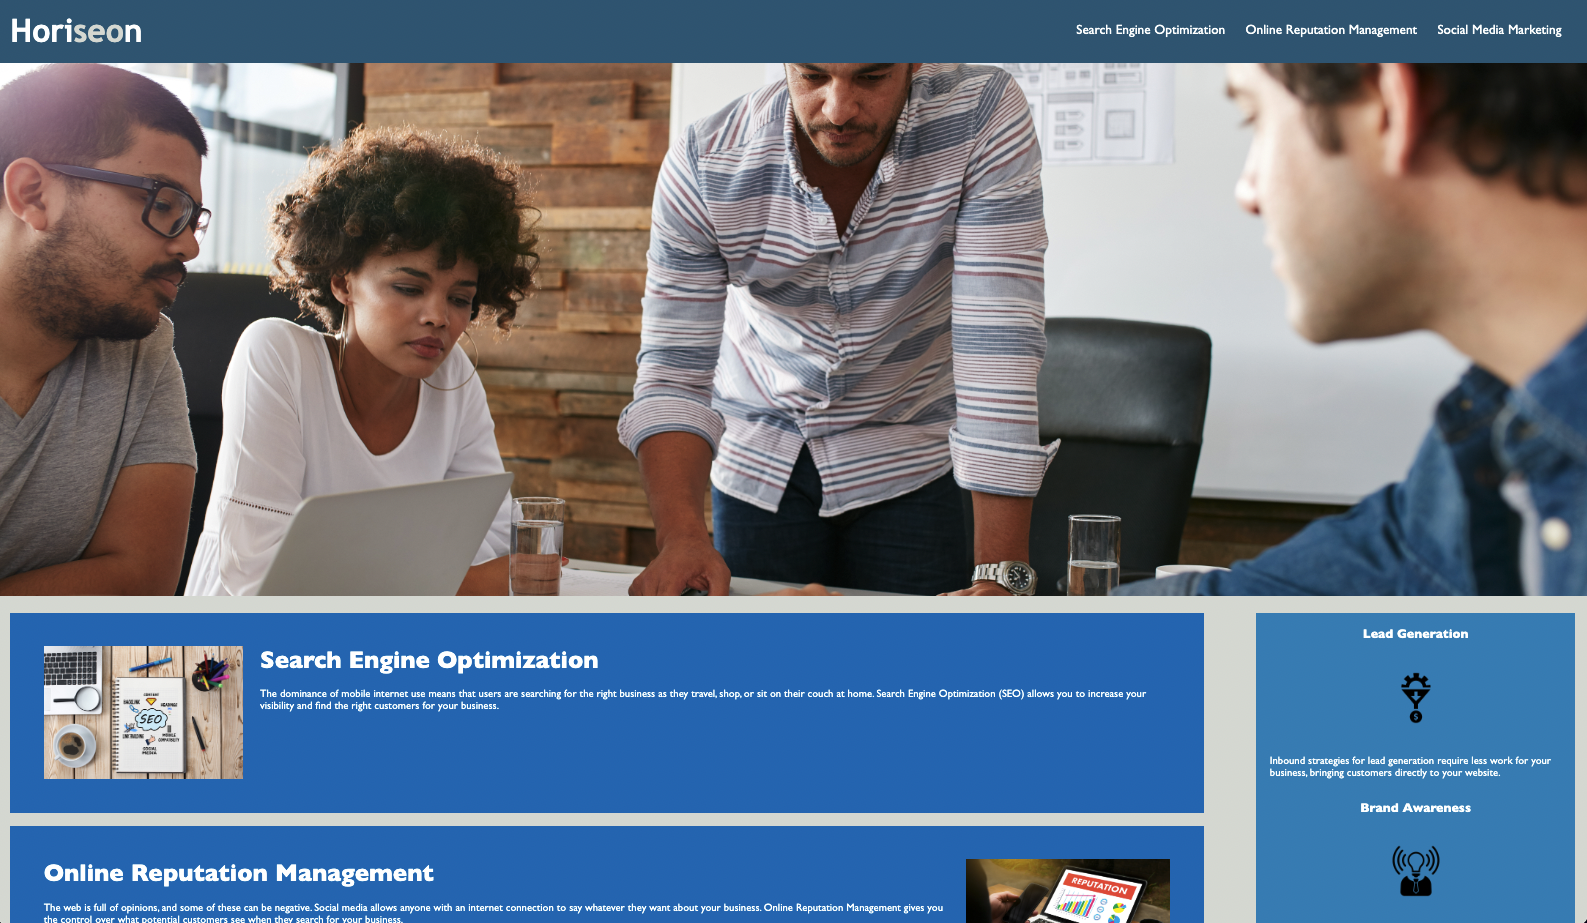 Horiseon
Search Engine Optimization
Online Reputation Management
Social Media Marketing
Search Engine Optimization
The dominance of mobile internet use means that users are searching for the right business as they travel, shop, or sit on their couch at home. Search Engine Optimization (SEO) allows you to increase your
visibility and find the right customers for your business.
SEO
SOCIAL
MEDIA
Online Reputation Management
The web is full of opinions, and some of these can be negative. Social media allows anyone with an internet connection to say whatever they want about your business. Online Reputation Management gives you
the control over what potential customers see when they search for your business.
REPUTATION
Lead Generation
Inbound strategies for lead generation require less work for your
business, bringing customers directly to your website.
Brand Awareness